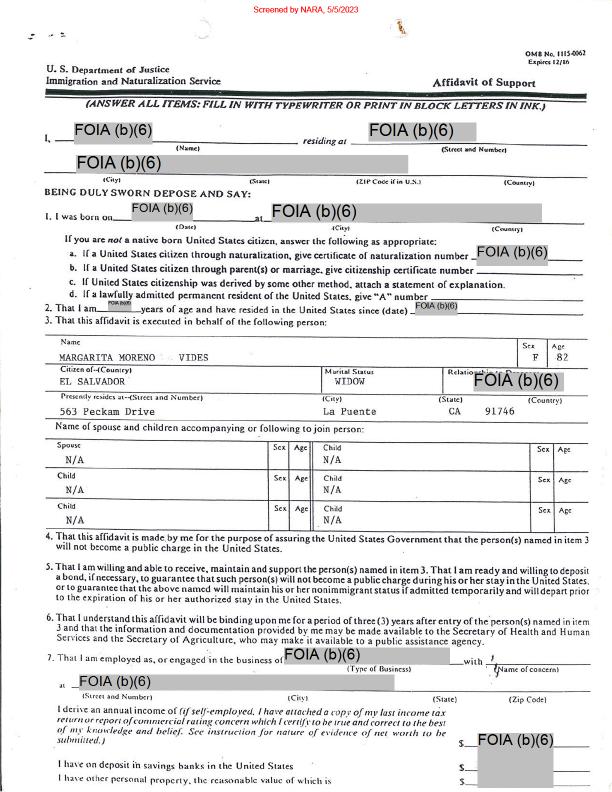 Screened by NARA, 5/5/2023
OMB No. 1115-0062
Expires 12/86
U. S. Department of Justice
Immigration and Naturalization Service
Affidavit of Support
(ANSWER ALL ITEMS: FILL IN WITH TYPEWRITER OR PRINT IN BLOCK LETTERS IN INK.)
I, FOIA (b)(6) residing at FOIA (b)(6)
(Name) (Street and Number)
FOIA (b)(6)
(City) (State) (ZIP Code if in U.S.) (Country)
BEING DULY SWORN DEPOSE AND SAY:
1. I was born on FOIA (b)(6) at FOIA (b)(6)
(Date) (City) (Country)
If you are not a native born United States citizen, answer the following as appropriate:
a. If a United States citizen through naturalization, give certificate of naturalization number FOIA (b)(6)
b. If a United States citizen through parent(s) or marriage, give citizenship certificate number
c. If United States citizenship was derived by some other method, attach a statement of explanation.
d. If a lawfully admitted permanent resident of the United States, give "A" number
2. That I am FOIA (b)(6) years of age and have resided in the United States since (date) FOIA (b)(6)
3. That this affidavit is executed in behalf of the following person:
Name Sex Age
MARGARITA MORENO VIDES F 82
Citizen of--(Country) Marital Status
EL SALVADOR WIDOW FOIA (b)(6)
Presently resides at--(Street and Number) (City) (State) (Country)
563 Peckam Drive La Puente CA 91746
Name of spouse and children accompanying or following to join person:
Spouse Sex Age Child Sex Age
N/A N/A
Child Sex Age Child Sex Age
N/A N/A
Child Sex Age Child Sex Age
N/A N/A
4. That this affidavit is made by me for the purpose of assuring the United States Government that the person(s) named in item 3
will not become a public charge in the United States.
5. That I am willing and able to receive, maintain and support the person(s) named in item 3. That I am ready and willing to deposit
a bond, if necessary, to guarantee that such person(s) will not become a public charge during his or her stay in the United States,
or to guarantee that the above named will maintain his or her nonimmigrant status if admitted temporarily and will depart prior
to the expiration of his or her authorized stay in the United States.
6. That I understand this affidavit will be binding upon me for a period of three (3) years after entry of the person(s) named in item
3 and that the information and documentation provided by me may be made available to the Secretary of Health and Human
Services and the Secretary of Agriculture, who may make it available to a public assistance agency.
7. That I am employed as, or engaged in the business of FOIA (b)(6) with
(Type of Business) (Name of concern)
at FOIA (b)(6)
(Street and Number) (City) (State) (Zip Code)
I derive an annual income of (if self-employed, I have attached a copy of my last income tax
return or report of commercial rating concern which I certify to be true and correct to the best
of my knowledge and belief. See instruction for nature of evidence of net worth to be
submitted.) $ FOIA (b)(6)
I have on deposit in savings banks in the United States $
I have other personal property, the reasonable value of which is $